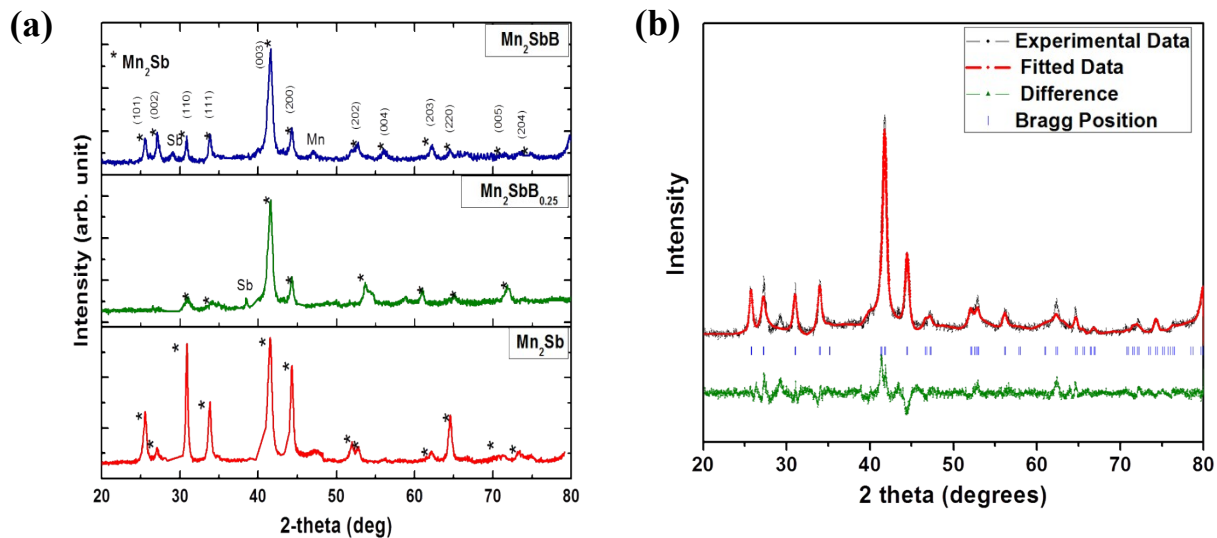 (a)
Mn₂SbB
* Mn₂Sb
(101)
(002)
Sb
(110)
(111)
(003)
(200)
Mn
(202)
(004)
(203)
(220)
(005)
(204)
Mn₂SbB₀.₂₅
Sb
Mn₂Sb
Intensity (arb. unit)
20 30 40 50 60 70 80
2-theta (deg)
(b)
Experimental Data
Fitted Data
Difference
Bragg Position
Intensity
20 30 40 50 60 70 80
2 theta (degrees)